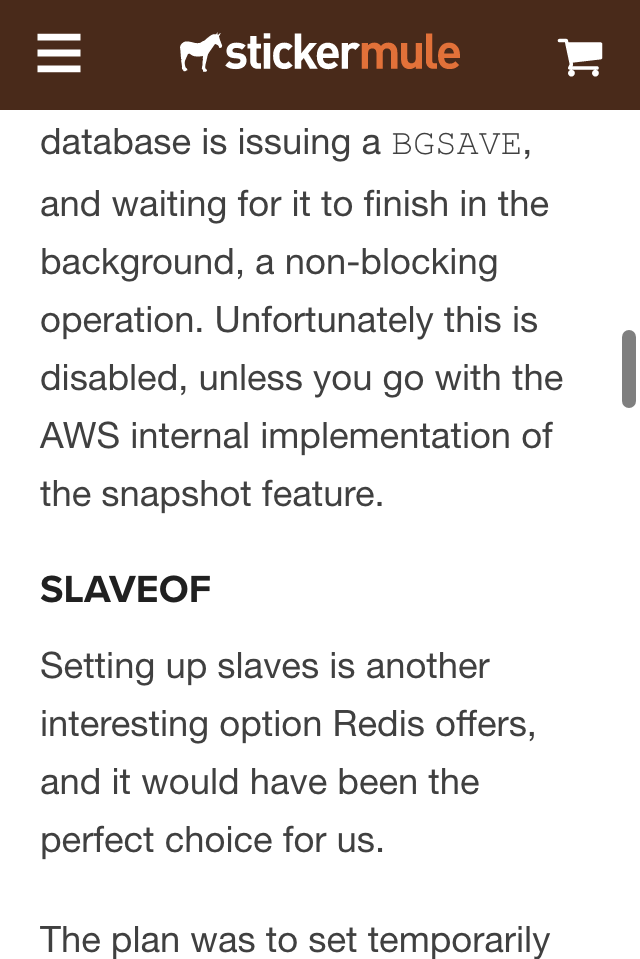 stickermule
database is issuing a BGSAVE,
and waiting for it to finish in the
background, a non-blocking
operation. Unfortunately this is
disabled, unless you go with the
AWS internal implementation of
the snapshot feature.
SLAVEOF
Setting up slaves is another
interesting option Redis offers,
and it would have been the
perfect choice for us.
The plan was to set temporarily